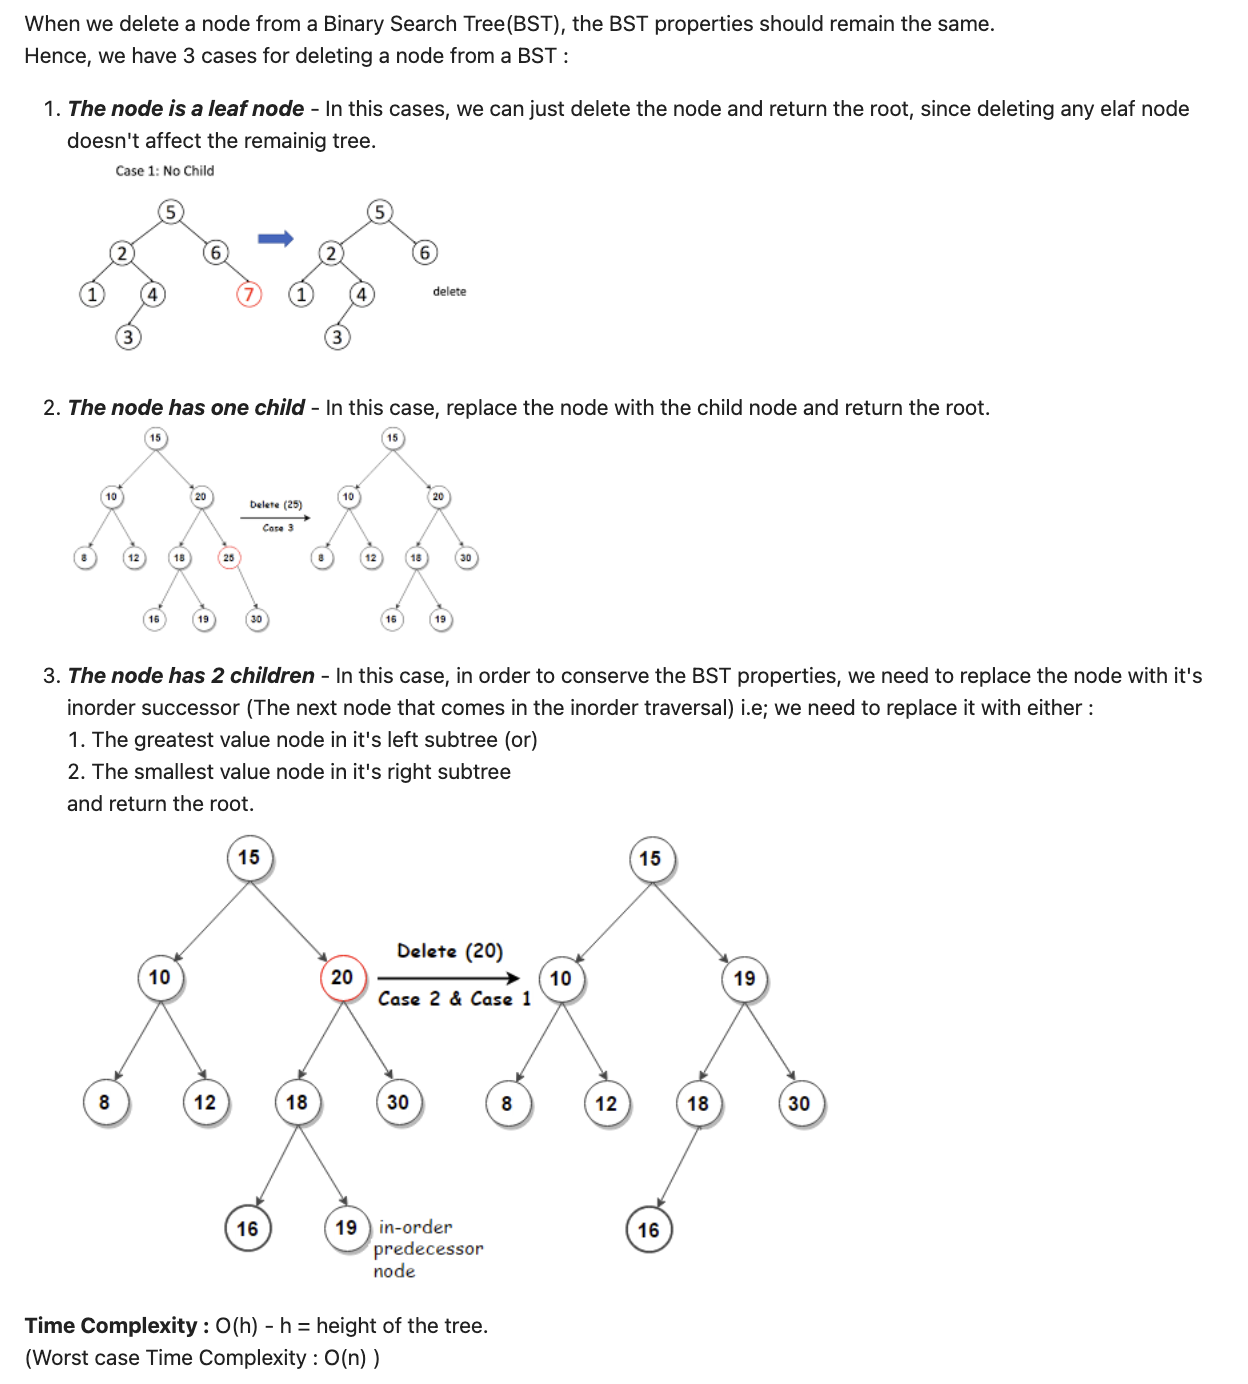 When we delete a node from a Binary Search Tree(BST), the BST properties should remain the same.
Hence, we have 3 cases for deleting a node from a BST :
1. The node is a leaf node - In this cases, we can just delete the node and return the root, since deleting any elaf node
doesn't affect the remainig tree.
Case 1: No Child
5 5
2 6 2 6
1 4 7 1 4 delete
3 3
2. The node has one child - In this case, replace the node with the child node and return the root.
15 15
10 20 10 20
Delete (25)
Case 3
8 12 18 25 8 12 18 30
16 19 30 16 19
3. The node has 2 children - In this case, in order to conserve the BST properties, we need to replace the node with it's
inorder successor (The next node that comes in the inorder traversal) i.e; we need to replace it with either :
1. The greatest value node in it's left subtree (or)
2. The smallest value node in it's right subtree
and return the root.
15 15
Delete (20)
10 20 10 19
Case 2 & Case 1
8 12 18 30 8 12 18 30
16 19 in-order 16
predecessor
node
Time Complexity : O(h) - h = height of the tree.
(Worst case Time Complexity : O(n) )